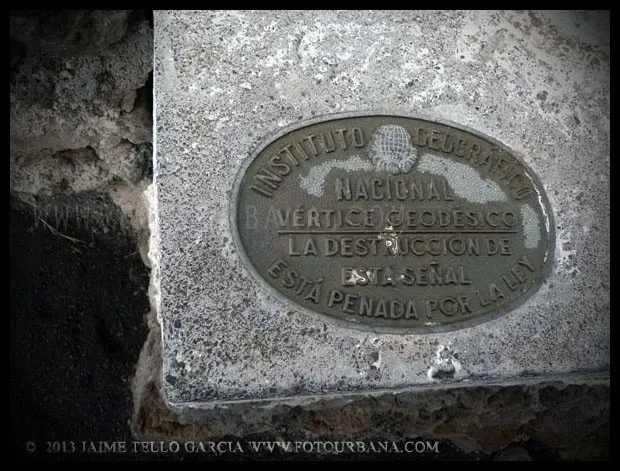 INSTITUTO GEOGRÁFICO
NACIONAL
VÉRTICE GEODÉSICO
LA DESTRUCCIÓN DE
ESTA SEÑAL
ESTÁ PENADA POR LA LEY
© 2013 JAIME TELLO GARCIA WWW.FOTOURBANA.COM